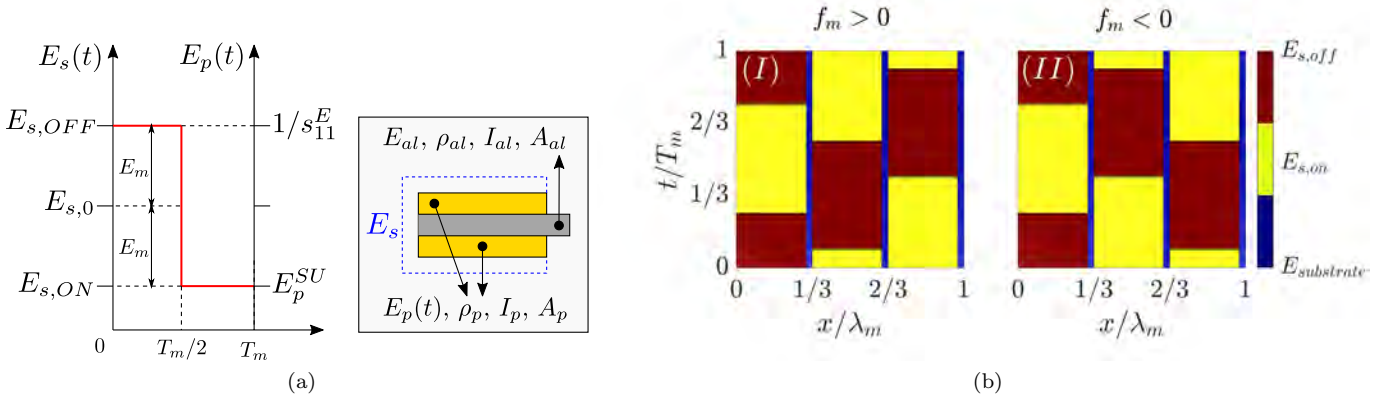 E_s(t)
E_p(t)
E_{s,OFF}
1/s_{11}^E
E_m
E_{s,0}
E_m
E_{s,ON}
E_p^{SU}
0
T_m/2
T_m
E_{al}, ρ_{al}, I_{al}, A_{al}
E_s
E_p(t), ρ_p, I_p, A_p
(a)
f_m > 0
f_m < 0
(I)
(II)
1
2/3
1/3
0
t/T_m
0
1/3
2/3
1
x/λ_m
0
1/3
2/3
1
x/λ_m
E_{s,off}
E_{s,on}
E_{substrate}
(b)